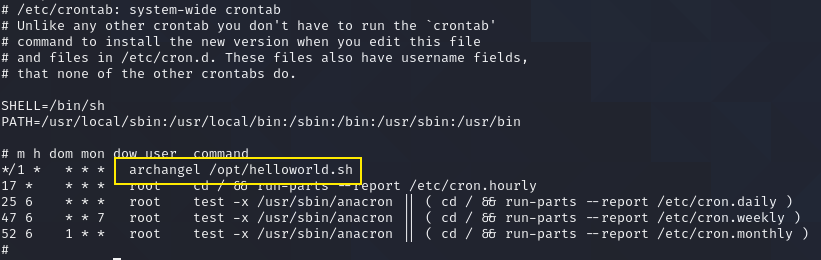 # /etc/crontab: system-wide crontab
# Unlike any other crontab you don't have to run the `crontab'
# command to install the new version when you edit this file
# and files in /etc/cron.d. These files also have username fields,
# that none of the other crontabs do.

SHELL=/bin/sh
PATH=/usr/local/sbin:/usr/local/bin:/sbin:/bin:/usr/sbin:/usr/bin

# m h dom mon dow user  command
*/1 *   * * *   archangel /opt/helloworld.sh
17 *    * * *   root    cd / && run-parts --report /etc/cron.hourly
25 6    * * *   root    test -x /usr/sbin/anacron || ( cd / && run-parts --report /etc/cron.daily )
47 6    * * 7   root    test -x /usr/sbin/anacron || ( cd / && run-parts --report /etc/cron.weekly )
52 6    1 * *   root    test -x /usr/sbin/anacron || ( cd / && run-parts --report /etc/cron.monthly )
#